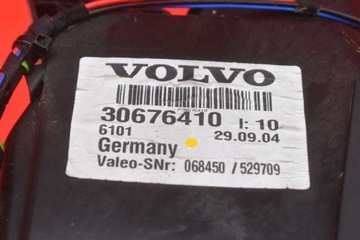 VOLVO
30676410 I: 10
6101 29.09.04
Germany
Valeo-SNr: 068450 / 529709